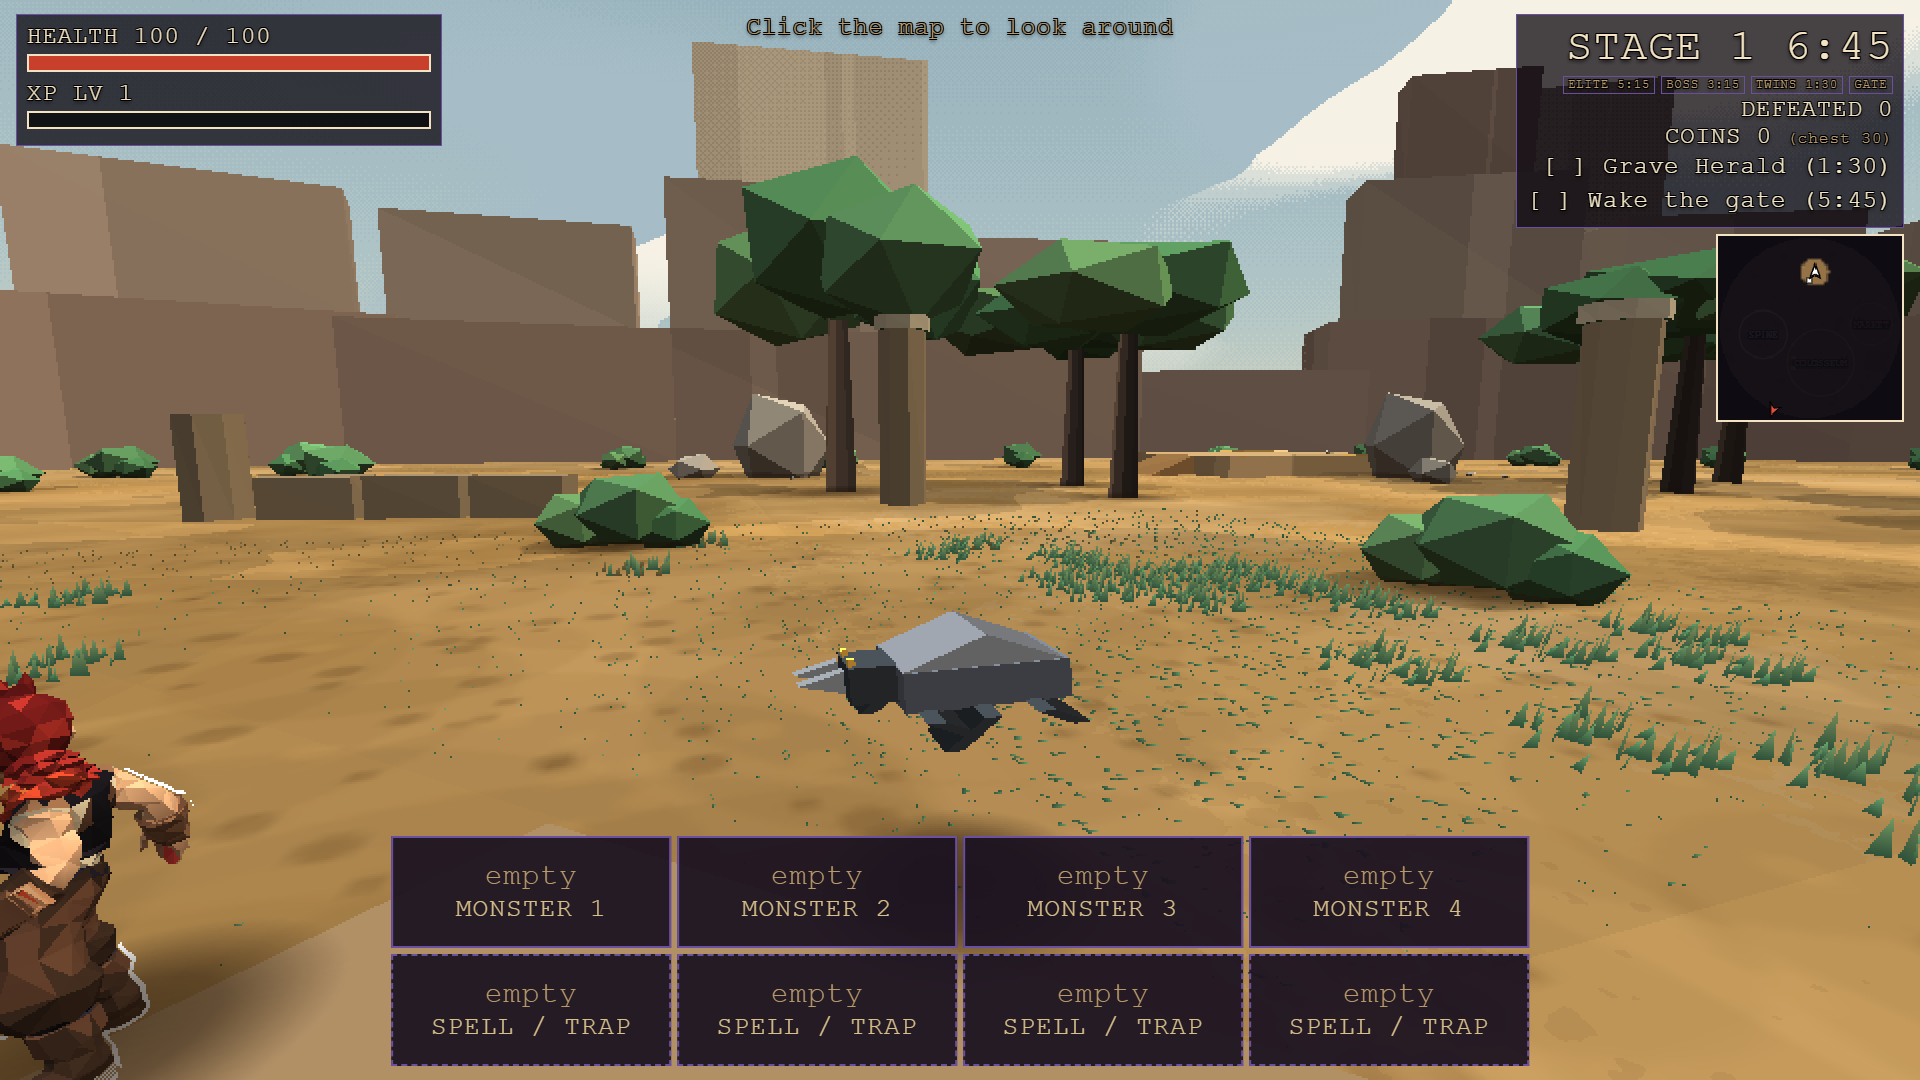 HEALTH 100 / 100
XP LV 1
Click the map to look around
STAGE 1 6:45
ELITE 5:15 BOSS 3:15 TWINS 1:30 GATE
DEFEATED 0
COINS 0 (chest 30)
[ ] Grave Herald (1:30)
[ ] Wake the gate (5:45)
empty
MONSTER 1
empty
MONSTER 2
empty
MONSTER 3
empty
MONSTER 4
empty
SPELL / TRAP
empty
SPELL / TRAP
empty
SPELL / TRAP
empty
SPELL / TRAP